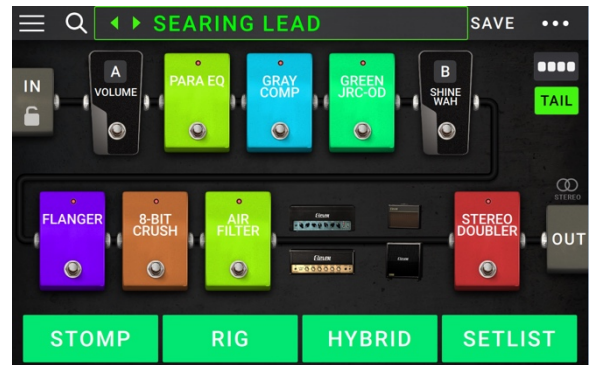 SEARING LEAD
SAVE
IN
A
VOLUME
PARA EQ
GRAY
COMP
GREEN
JRC-OD
B
SHINE
WAH
TAIL
FLANGER
8-BIT
CRUSH
AIR
FILTER
STEREO
DOUBLER
STEREO
OUT
STOMP
RIG
HYBRID
SETLIST